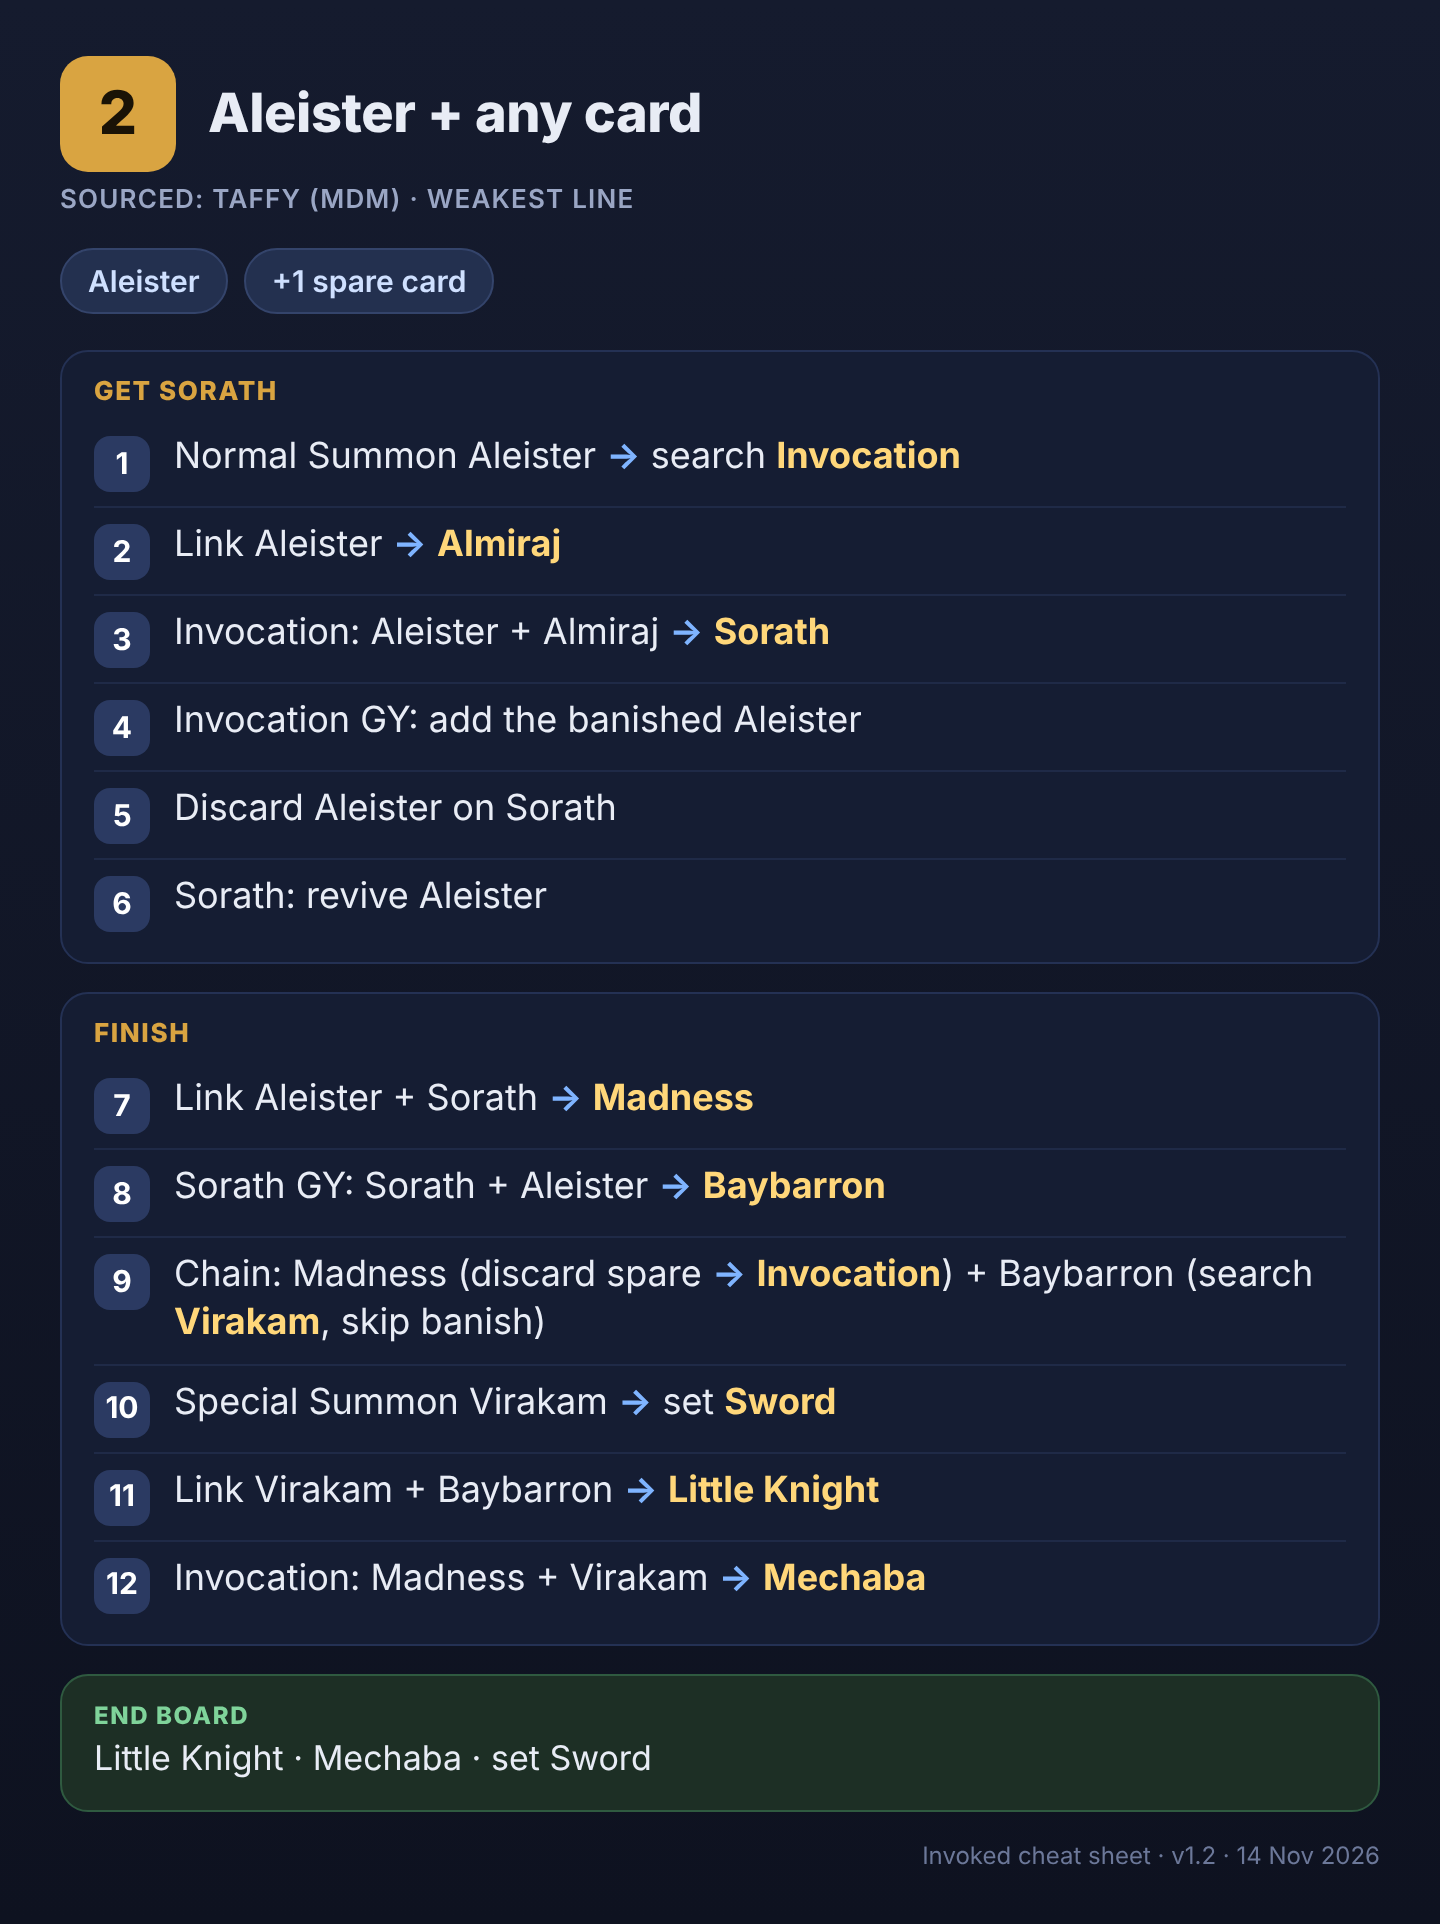 2
Aleister + any card
SOURCED: TAFFY (MDM) · WEAKEST LINE
Aleister
+1 spare card
GET SORATH
1 Normal Summon Aleister → search Invocation
2 Link Aleister → Almiraj
3 Invocation: Aleister + Almiraj → Sorath
4 Invocation GY: add the banished Aleister
5 Discard Aleister on Sorath
6 Sorath: revive Aleister
FINISH
7 Link Aleister + Sorath → Madness
8 Sorath GY: Sorath + Aleister → Baybarron
9 Chain: Madness (discard spare → Invocation) + Baybarron (search
Virakam, skip banish)
10 Special Summon Virakam → set Sword
11 Link Virakam + Baybarron → Little Knight
12 Invocation: Madness + Virakam → Mechaba
END BOARD
Little Knight · Mechaba · set Sword
Invoked cheat sheet · v1.2 · 14 Nov 2026